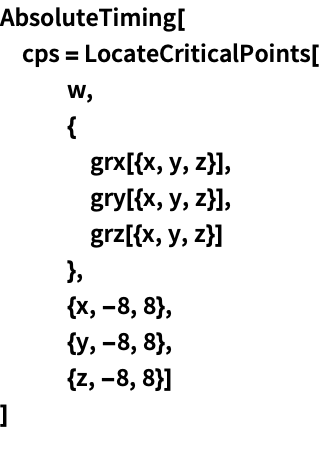 AbsoluteTiming[
cps = LocateCriticalPoints[
w,
{
grx[{x, y, z}],
gry[{x, y, z}],
grz[{x, y, z}]
},
{x, −8, 8},
{y, −8, 8},
{z, −8, 8}]
]